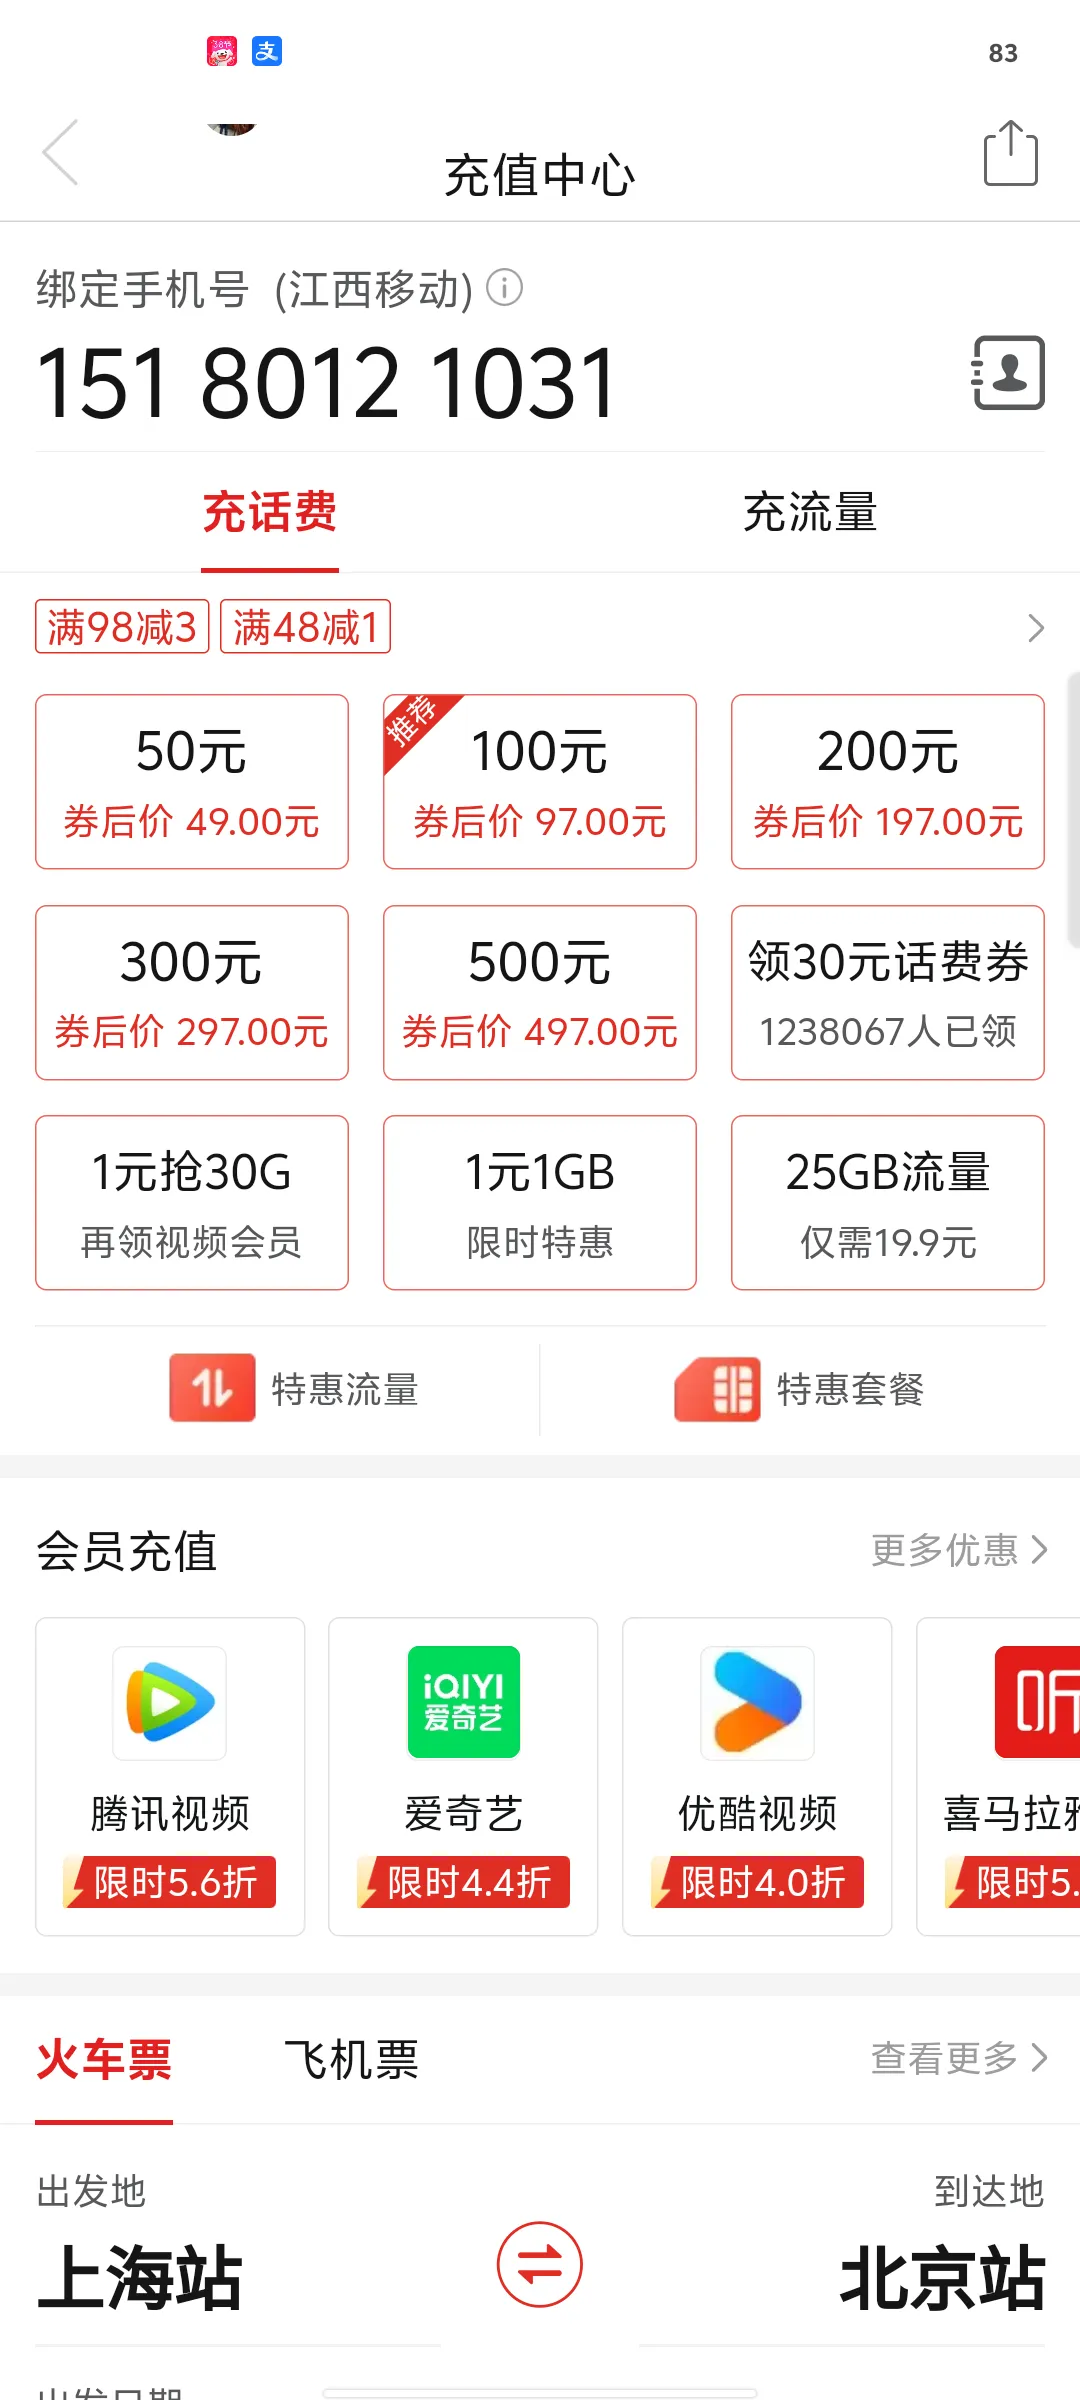 38节
支
83
充值中心
绑定手机号 (江西移动)
151 8012 1031
充话费
充流量
满98减3
满48减1
50元
券后价 49.00元
推荐
100元
券后价 97.00元
200元
券后价 197.00元
300元
券后价 297.00元
500元
券后价 497.00元
领30元话费券
1238067人已领
1元抢30G
再领视频会员
1元1GB
限时特惠
25GB流量
仅需19.9元
特惠流量
特惠套餐
会员充值
更多优惠
iQIYI
爱奇艺
听
腾讯视频
爱奇艺
优酷视频
喜马拉雅
限时5.6折
限时4.4折
限时4.0折
限时5.
火车票
飞机票
查看更多
出发地
到达地
上海站
北京站
出发日期